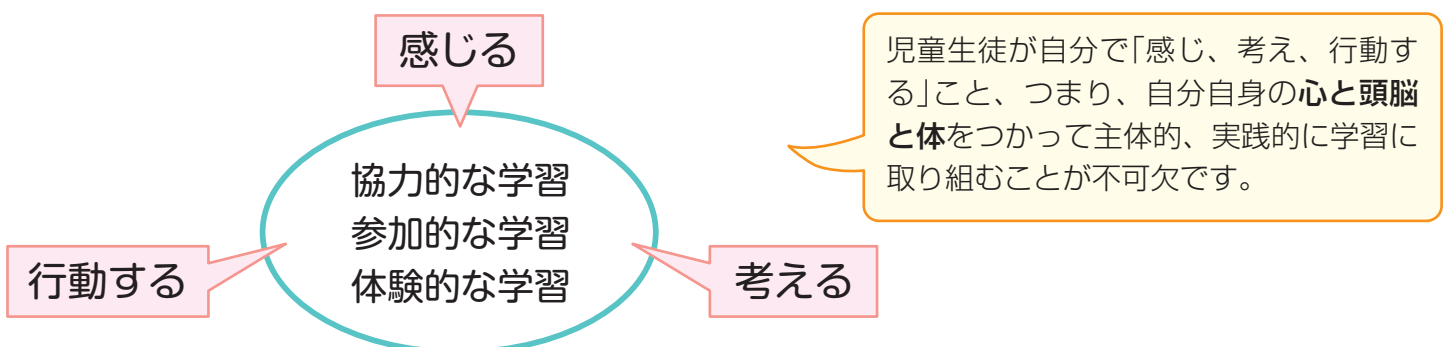 感じる
児童生徒が自分で「感じ、考え、行動す
る」こと、つまり、自分自身の心と頭脳
と体をつかって主体的、実践的に学習に
取り組むことが不可欠です。
協力的な学習
参加的な学習
体験的な学習
行動する
考える